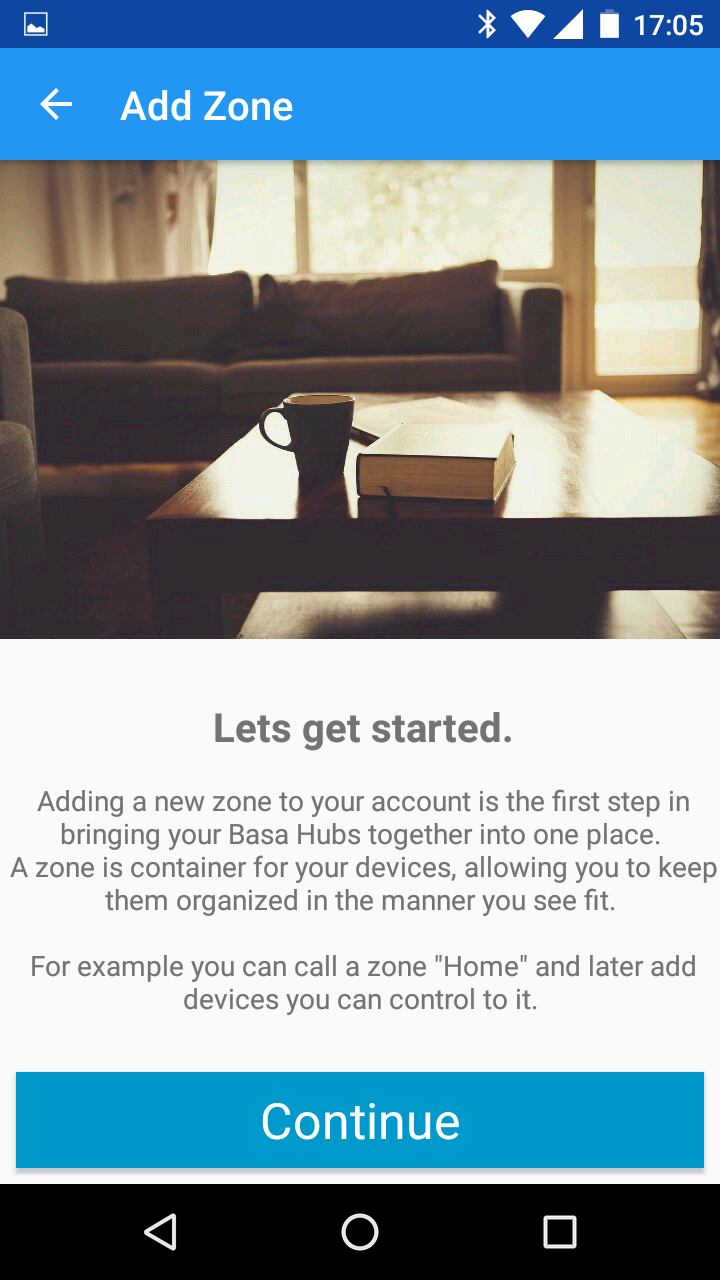 17:05
Add Zone
Lets get started.
Adding a new zone to your account is the first step in
bringing your Basa Hubs together into one place.
A zone is container for your devices, allowing you to keep
them organized in the manner you see fit.
For example you can call a zone "Home" and later add
devices you can control to it.
Continue